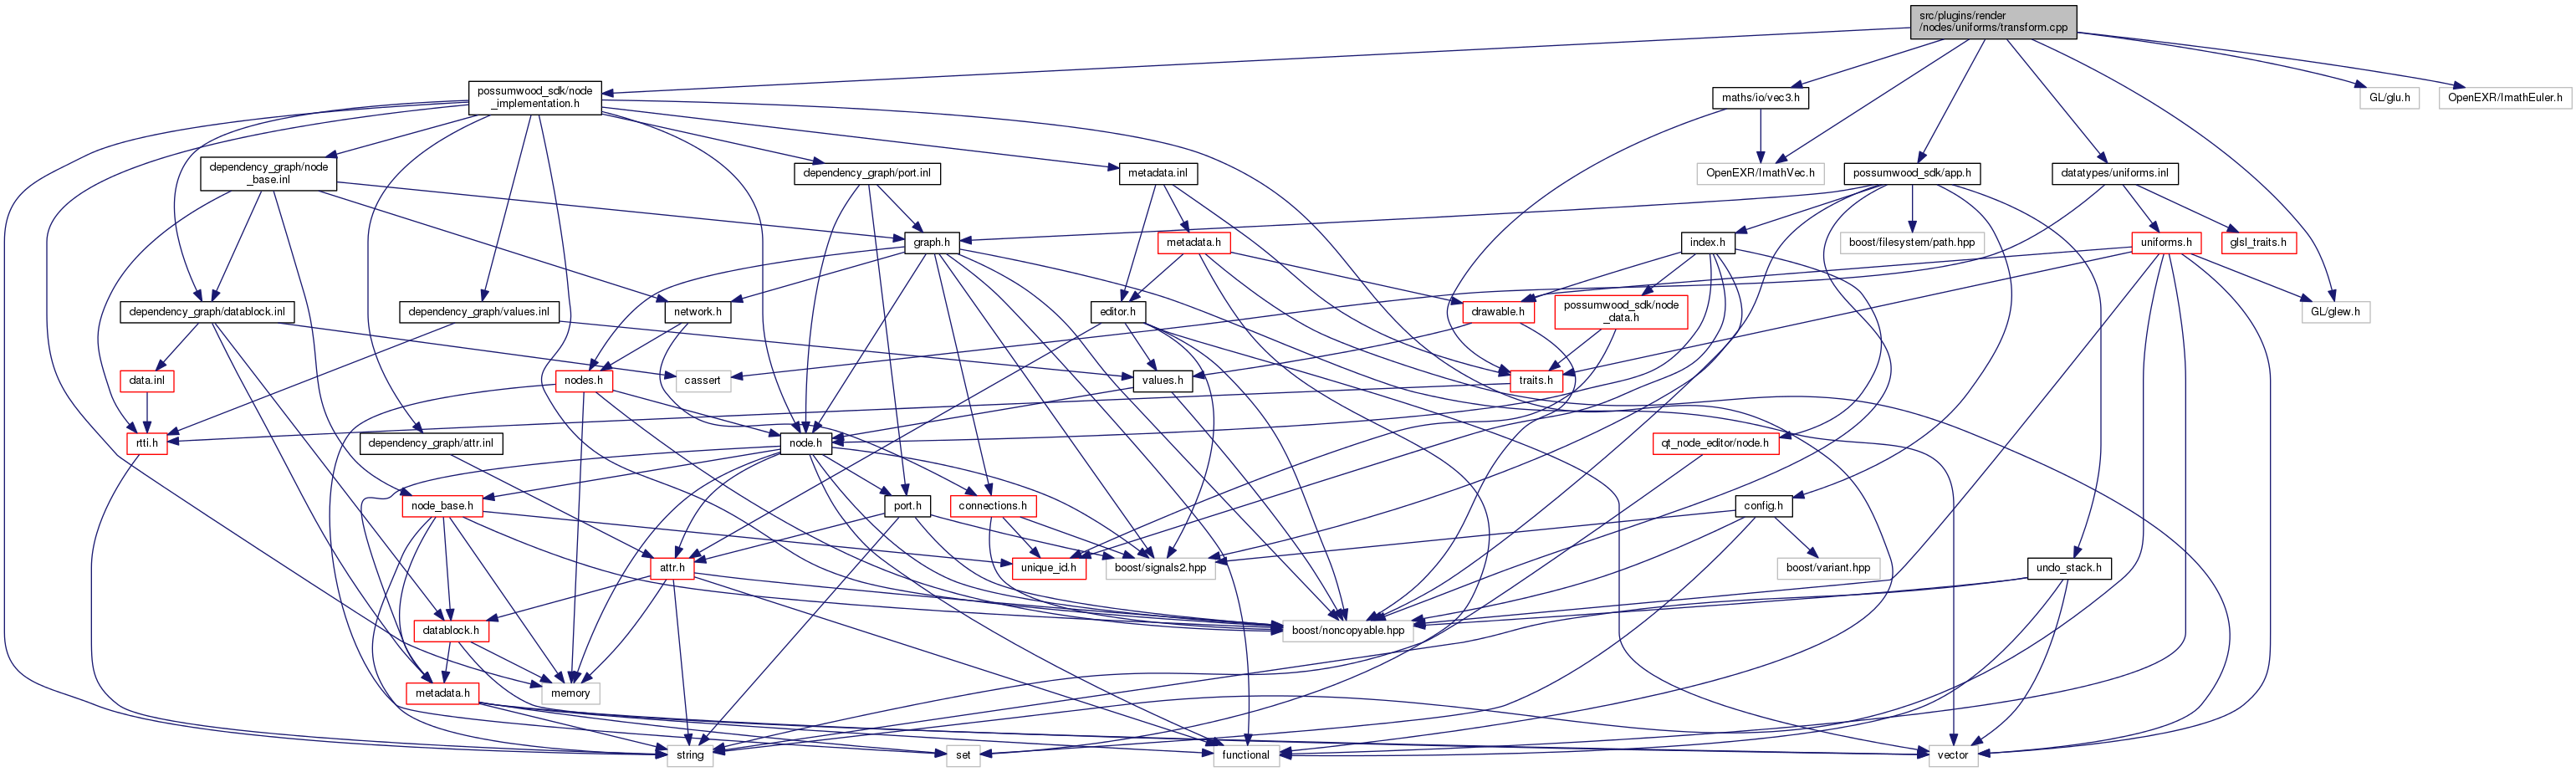 src/plugins/render
/nodes/uniforms/transform.cpp
possumwood_sdk/node
_implementation.h
maths/io/vec3.h
GL/glu.h
OpenEXR/ImathEuler.h
dependency_graph/node
_base.inl
dependency_graph/port.inl
metadata.inl
OpenEXR/ImathVec.h
possumwood_sdk/app.h
datatypes/uniforms.inl
graph.h
metadata.h
index.h
boost/filesystem/path.hpp
uniforms.h
glsl_traits.h
dependency_graph/datablock.inl
dependency_graph/values.inl
network.h
editor.h
drawable.h
possumwood_sdk/node
_data.h
GL/glew.h
data.inl
nodes.h
cassert
values.h
traits.h
rtti.h
dependency_graph/attr.inl
node.h
qt_node_editor/node.h
node_base.h
port.h
connections.h
config.h
attr.h
unique_id.h
boost/signals2.hpp
boost/variant.hpp
undo_stack.h
datablock.h
boost/noncopyable.hpp
metadata.h
memory
string
set
functional
vector